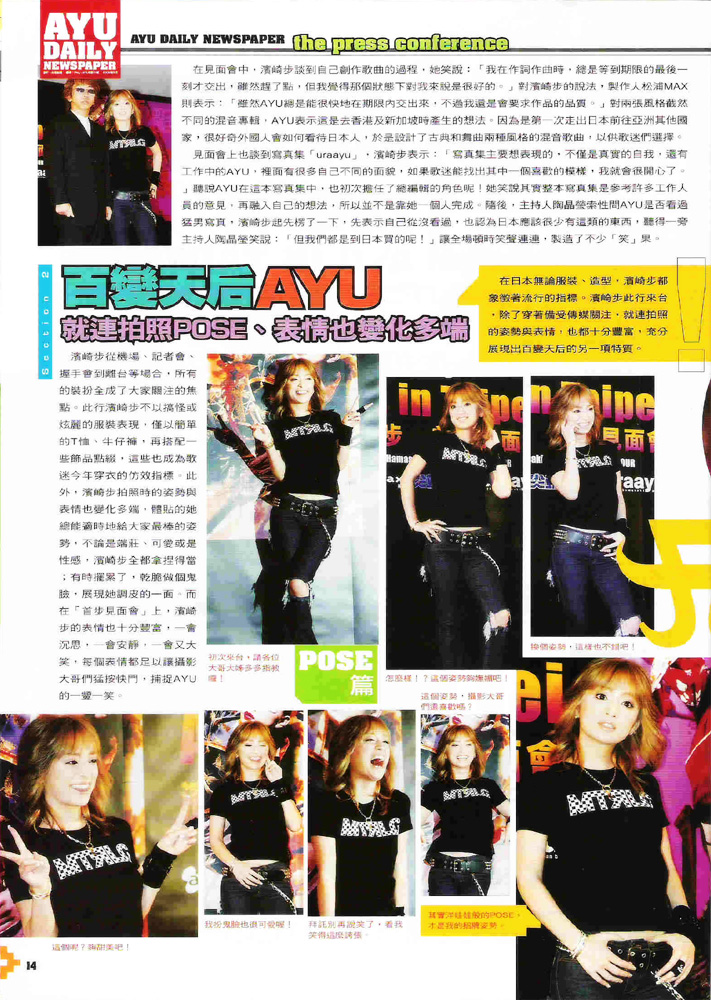 AYU
DAILY
NEWSPAPER
AYU DAILY NEWSPAPER the press conference
在見面會中，濱崎步談到自己創作歌曲的過程，她笑說：「我在作詞作曲時，總是等到期限的最後一
刻才交出，雖然趕了點，但我覺得那個狀態下對我來說是很好的。」對濱崎步的說法，製作人松浦MAX
則表示：「雖然AYU總是能很快地在期限內交出來，不過我還是會要求作品的品質。」對兩張風格截然
不同的混音專輯，AYU表示這是去香港及新加坡時產生的想法。因為是第一次走出日本前往亞洲其他國
家，很好奇外國人會如何看待日本人，於是設計了古典和舞曲兩種風格的混音歌曲，以供歌迷們選擇。
見面會上也談到寫真集「uraayu」，濱崎步表示：「寫真集主要想表現的，不僅是真實的自我，還有
工作中的AYU，裡面有很多自己不同的面貌，如果歌迷能找出其中一個喜歡的模樣，我就會很開心了。
」聽說AYU在這本寫真集中，也初次擔任了總編輯的角色呢！她笑說其實整本寫真集是參考許多工作人
員的意見，再融入自己的想法，所以並不是靠她一個人完成。隨後，主持人陶晶瑩索性問AYU是否看過
猛男寫真，濱崎步起先楞了一下，先表示自己從沒看過，也認為日本應該很少有這類的東西，聽得一旁
主持人陶晶瑩笑說：「但我們都是到日本買的呢！」讓全場頓時笑聲連連，製造了不少「笑」果。
Section 2
百變天后AYU
就連拍照POSE、表情也變化多端
在日本無論服裝、造型，濱崎步都
象徵著流行的指標。濱崎步此行來台
，除了穿著備受傳媒關注，就連拍照
的姿勢與表情，也都十分豐富，充分
展現出百變天后的另一項特質。
濱崎步從機場、記者會、
握手會到離台等場合，所有
的裝扮全成了大家關注的焦
點。此行濱崎步不以搞怪或
炫麗的服裝表現，僅以簡單
的T恤、牛仔褲，再搭配一
些飾品點綴，這些也成為歌
迷今年穿衣的仿效指標。此
外，濱崎步拍照時的姿勢與
表情也變化多端，體貼的她
總能適時地給大家最棒的姿
勢，不論是端莊、可愛或是
性感，濱崎步全都拿捏得當
；有時擺累了，乾脆做個鬼
臉，展現她調皮的一面。而
在「首步見面會」上，濱崎
步的表情也十分豐富，一會
沉思，一會安靜，一會又大
笑，每個表情都足以讓攝影
大哥們猛按快門，捕捉AYU
的一顰一笑。
初次來台，請各位
大哥大姊多多指教
囉！
POSE
篇
怎麼樣！？這個姿勢夠嫵媚吧！
換個姿勢，這樣也不錯吧！
這個姿勢，攝影大哥
們還喜歡嗎？
我扮鬼臉也很可愛喔！
拜託別再說笑了，看我
笑得這麼誇張。
其實洋娃娃般的POSE，
才是我的招牌姿勢。
這個呢？夠甜美吧！
14